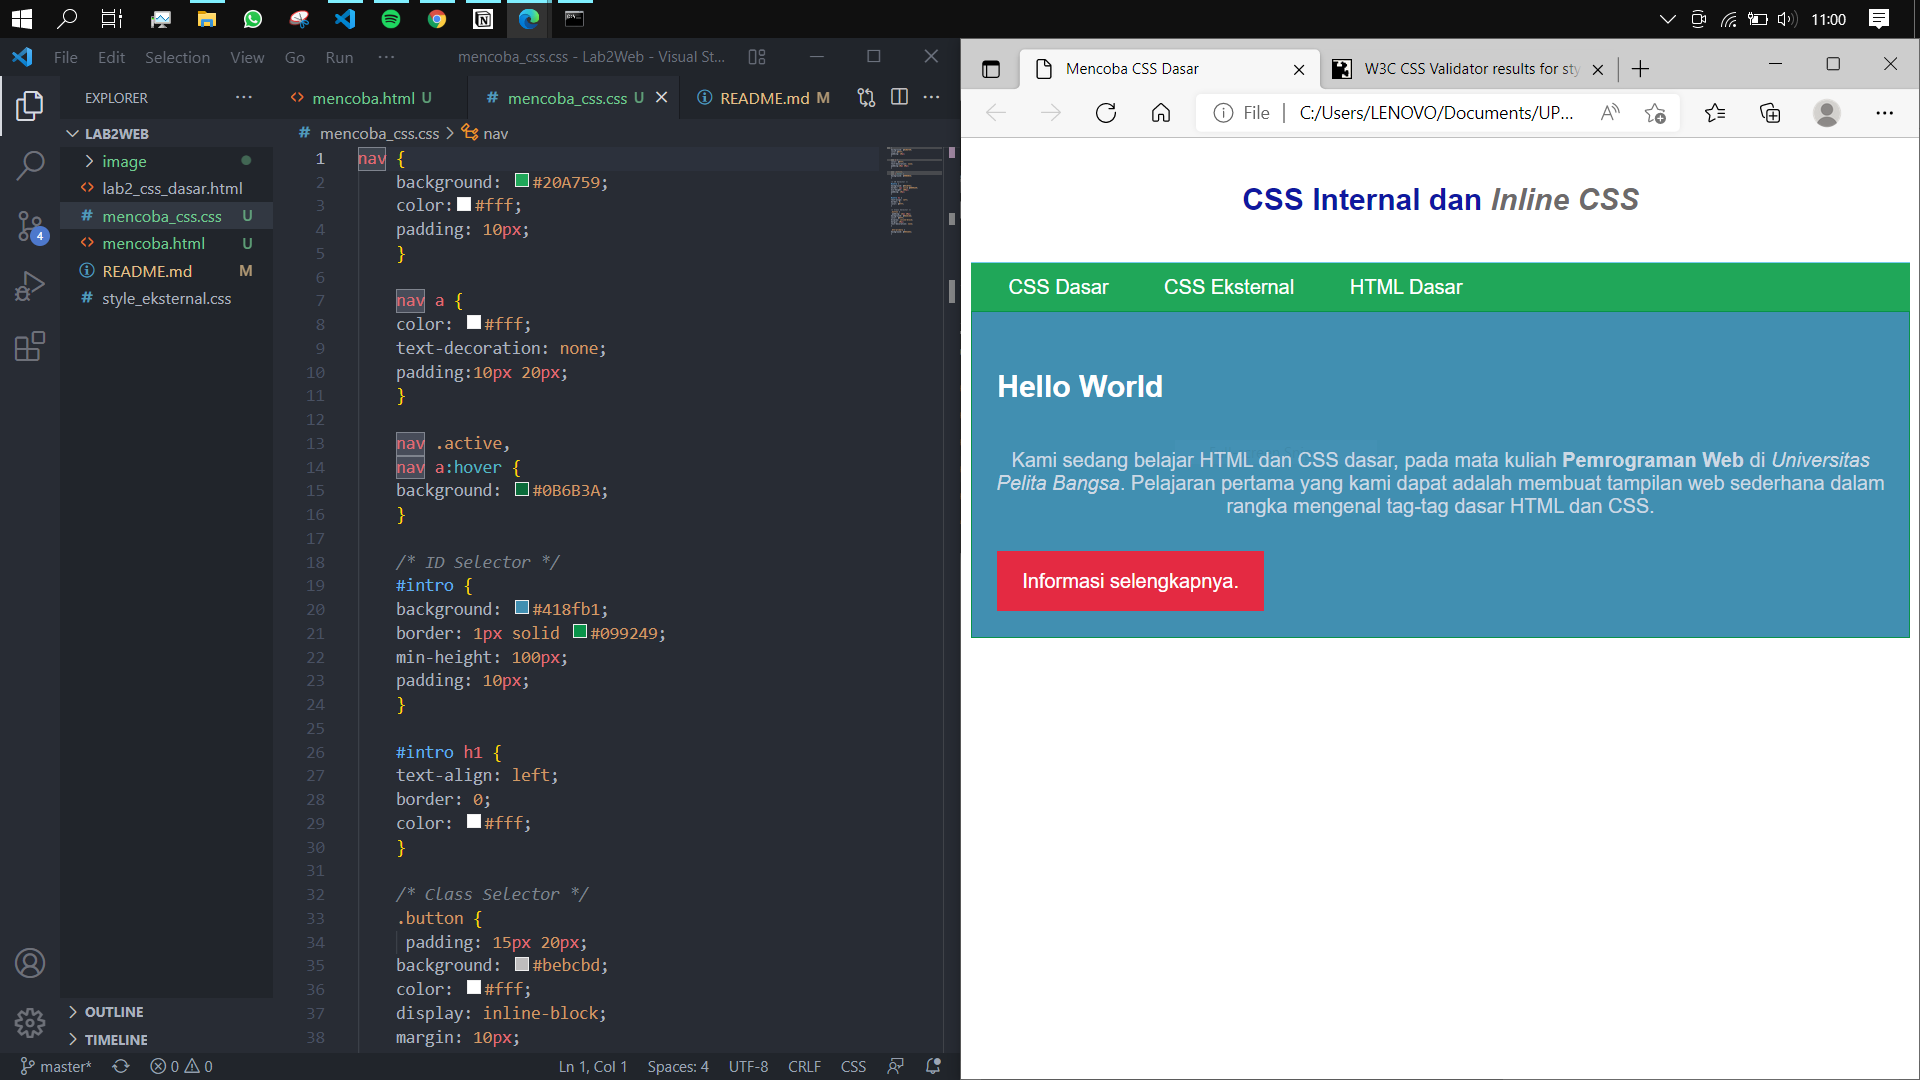 11:00
File Edit Selection View Go Run ··· mencoba_css.css - Lab2Web - Visual St...
EXPLORER ···
mencoba.html U
# mencoba_css.css U
README.md M
LAB2WEB
image
lab2_css_dasar.html
# mencoba_css.css U
mencoba.html U
README.md M
# style_eksternal.css
4
OUTLINE
TIMELINE
# mencoba_css.css > nav
1 nav {
2 background: #20A759;
3 color: #fff;
4 padding: 10px;
5 }
6
7 nav a {
8 color: #fff;
9 text-decoration: none;
10 padding:10px 20px;
11 }
12
13 nav .active,
14 nav a:hover {
15 background: #0B6B3A;
16 }
17
18 /* ID Selector */
19 #intro {
20 background: #418fb1;
21 border: 1px solid #099249;
22 min-height: 100px;
23 padding: 10px;
24 }
25
26 #intro h1 {
27 text-align: left;
28 border: 0;
29 color: #fff;
30 }
31
32 /* Class Selector */
33 .button {
34 padding: 15px 20px;
35 background: #bebcbd;
36 color: #fff;
37 display: inline-block;
38 margin: 10px;
master* 0 0 Ln 1, Col 1 Spaces: 4 UTF-8 CRLF CSS
Mencoba CSS Dasar
W3C CSS Validator results for sty
File | C:/Users/LENOVO/Documents/UP...
CSS Internal dan Inline CSS
CSS Dasar CSS Eksternal HTML Dasar
Hello World
Kami sedang belajar HTML dan CSS dasar, pada mata kuliah Pemrograman Web di Universitas
Pelita Bangsa. Pelajaran pertama yang kami dapat adalah membuat tampilan web sederhana dalam
rangka mengenal tag-tag dasar HTML dan CSS.
Informasi selengkapnya.